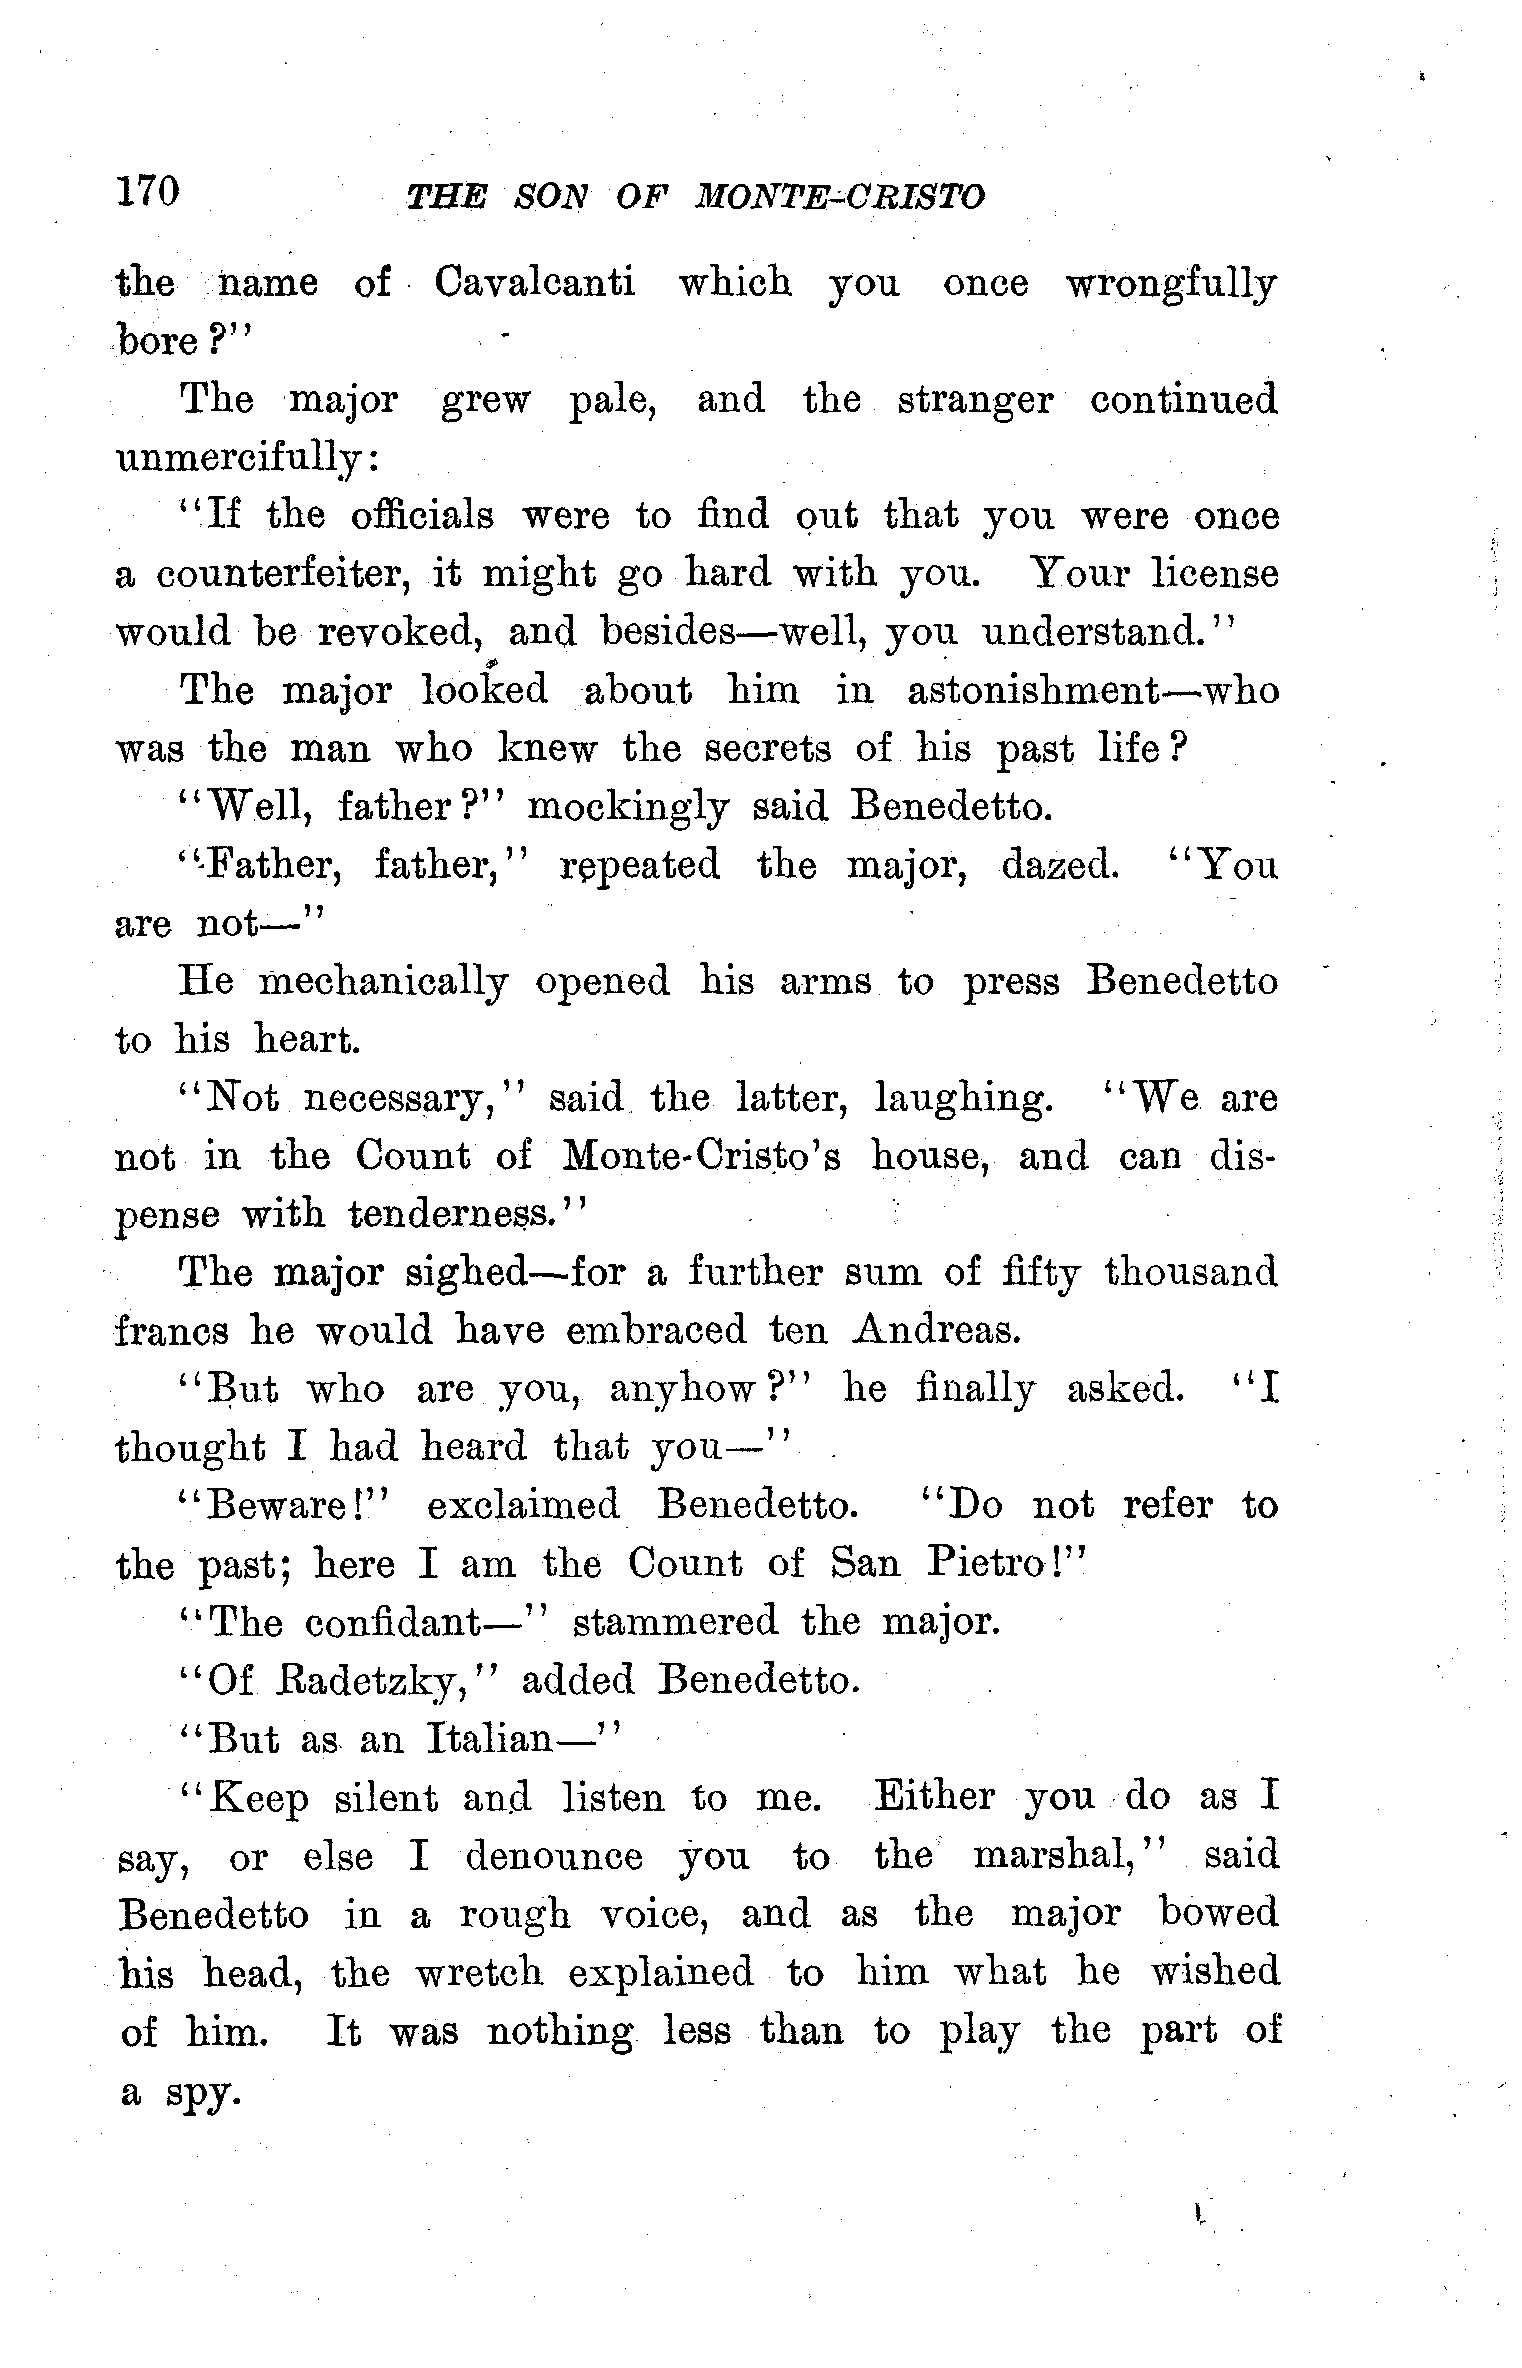 170 THE SON OF MONTE-CRISTO
the name of Cavalcanti which you once wrongfully
bore?"
The major grew pale, and the stranger continued
unmercifully:
"If the officials were to find out that you were once
a counterfeiter, it might go hard with you. Your license
would be revoked, and besides—well, you understand."
The major looked about him in astonishment—who
was the man who knew the secrets of his past life?
"Well, father?" mockingly said Benedetto.
"Father, father," repeated the major, dazed. "You
are not—"
He mechanically opened his arms to press Benedetto
to his heart.
"Not necessary," said the latter, laughing. "We are
not in the Count of Monte-Cristo's house, and can dis-
pense with tenderness."
The major sighed—for a further sum of fifty thousand
francs he would have embraced ten Andreas.
"But who are you, anyhow?" he finally asked. "I
thought I had heard that you—"
"Beware!" exclaimed Benedetto. "Do not refer to
the past; here I am the Count of San Pietro!"
"The confidant—" stammered the major.
"Of Radetzky," added Benedetto.
"But as an Italian—"
"Keep silent and listen to me. Either you do as I
say, or else I denounce you to the marshal," said
Benedetto in a rough voice, and as the major bowed
his head, the wretch explained to him what he wished
of him. It was nothing less than to play the part of
a spy.